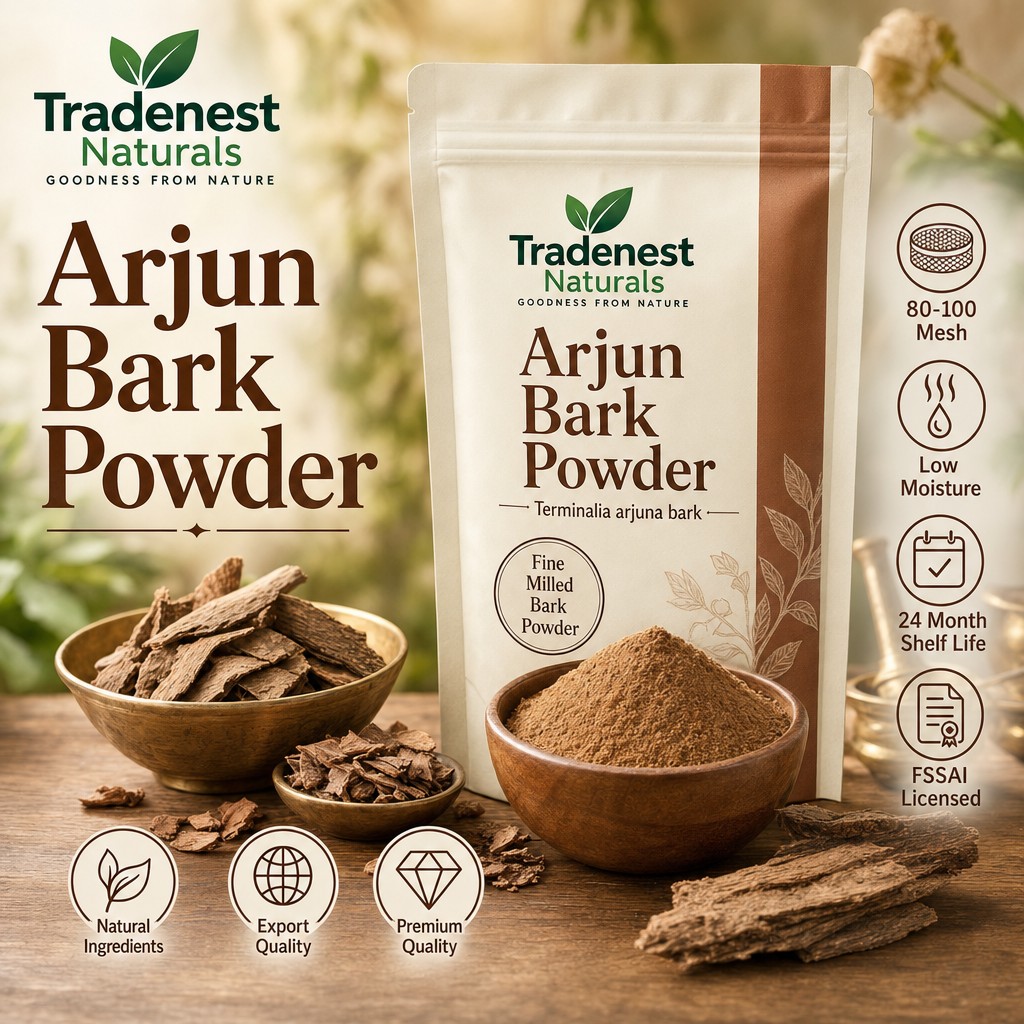 Tradenest
Naturals
GOODNESS FROM NATURE
Arjun
Bark
Powder
Tradenest
Naturals
GOODNESS FROM NATURE
Arjun
Bark
Powder
Terminalia arjuna bark
Fine
Milled
Bark
Powder
80-100
Mesh
Low
Moisture
24 Month
Shelf Life
FSSAI
Licensed
Natural
Ingredients
Export
Quality
Premium
Quality